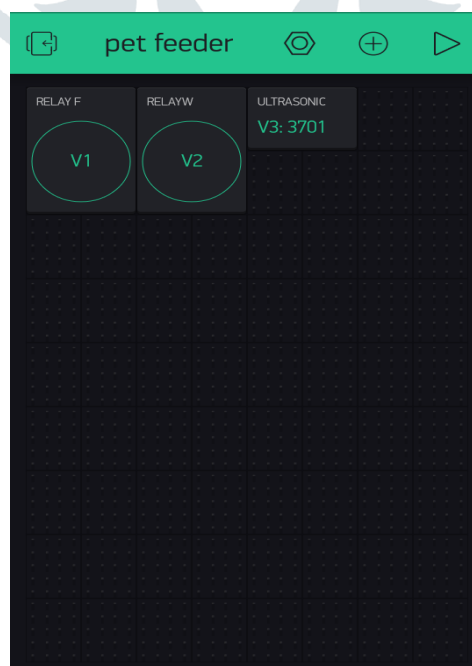 pet feeder
RELAY F
RELAYW
ULTRASONIC
V3: 3701
V1
V2